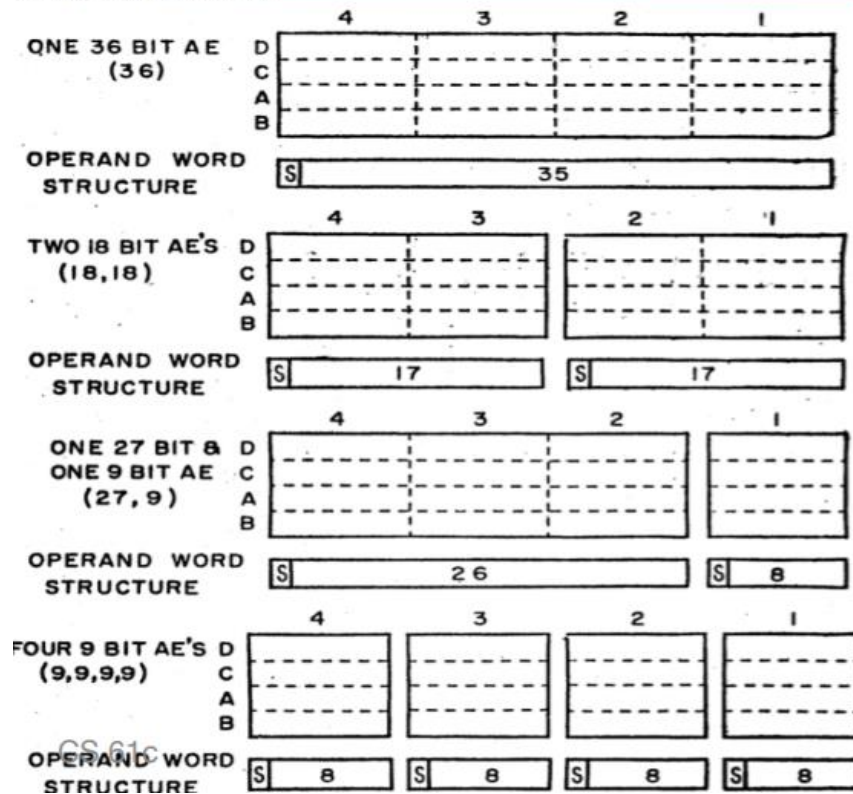 4 3 2 1
ONE 36 BIT AE D
(36) C
A
B
OPERAND WORD
STRUCTURE
S 35
4 3 2 1
TWO 18 BIT AE'S D
(18,18) C
A
B
OPERAND WORD
STRUCTURE
S 17 S 17
4 3 2 1
ONE 27 BIT & D
ONE 9 BIT AE C
(27,9) A
B
OPERAND WORD
STRUCTURE
S 26 S 8
4 3 2 1
FOUR 9 BIT AE'S D
(9,9,9,9) C
A
B
CS 61c
OPERAND WORD
STRUCTURE
S 8 S 8 S 8 S 8